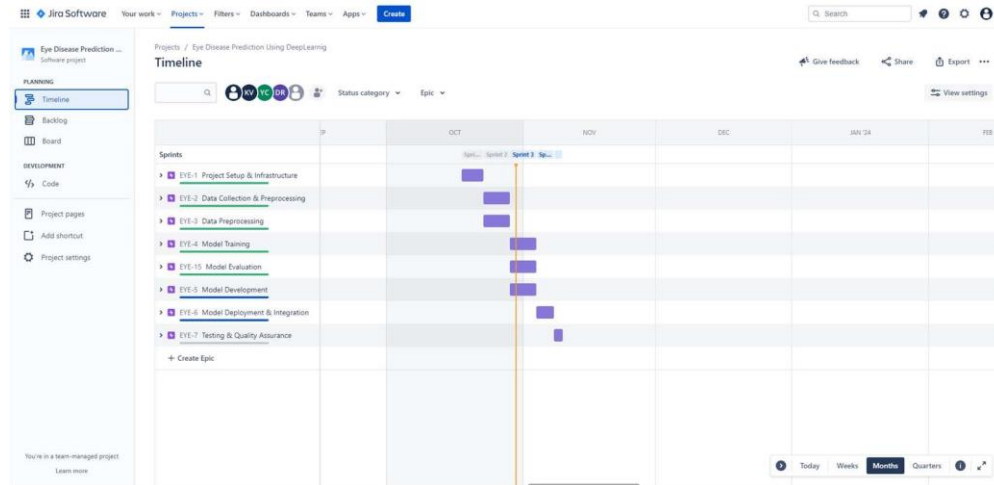 Jira Software Your work Projects Filters Dashboards Teams Apps Create Search
Eye Disease Prediction ...
Software project
PLANNING
Timeline
Backlog
Board
DEVELOPMENT
Code
Project pages
Add shortcut
Project settings
You're in a team-managed project
Learn more
Projects / Eye Disease Prediction Using DeepLearnig
Timeline
Give feedback Share Export
KV YC DR Status category Epic View settings
OCT NOV DEC JAN '24 FEB
Sprints Spri... Sprint 2 Sprint 3 Sp...
EYE-1 Project Setup & Infrastructure
EYE-2 Data Collection & Preprocessing
EYE-3 Data Preprocessing
EYE-4 Model Training
EYE-15 Model Evaluation
EYE-5 Model Development
EYE-6 Model Deployment & Integration
EYE-7 Testing & Quality Assurance
+ Create Epic
Today Weeks Months Quarters